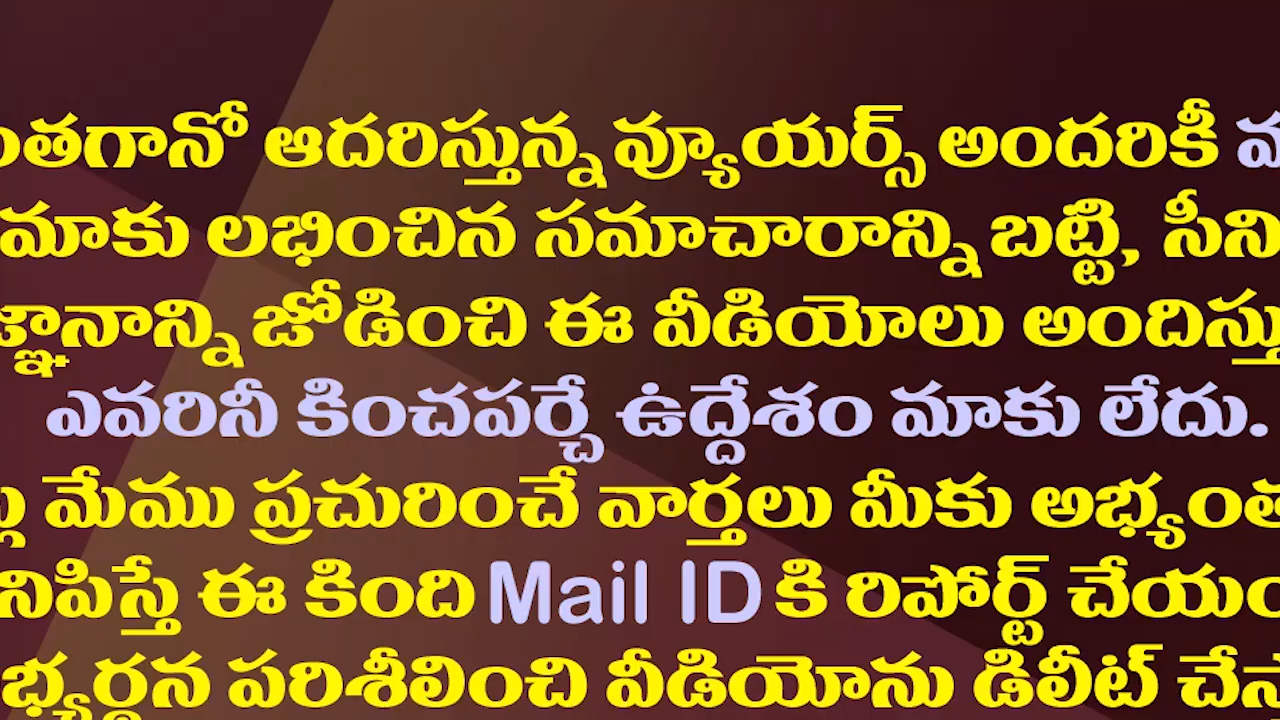 ంతగానో ఆదరిస్తున్న వ్యూయర్స్ అందరికీ
మాకు లభించిన సమాచారాన్ని బట్టి, సీని
జ్ఞానాన్ని జోడించి ఈ వీడియోలు అందిస్తు
ఎవరినీ కించపర్చే ఉద్దేశం మాకు లేదు.
మేము ప్రచురించే వార్తలు మీకు అభ్యంత
నిపిస్తే ఈ కింది Mail ID కి రిపోర్ట్ చేయం
భ్యర్థన పరిశీలించి వీడియోను డిలీట్ చేస